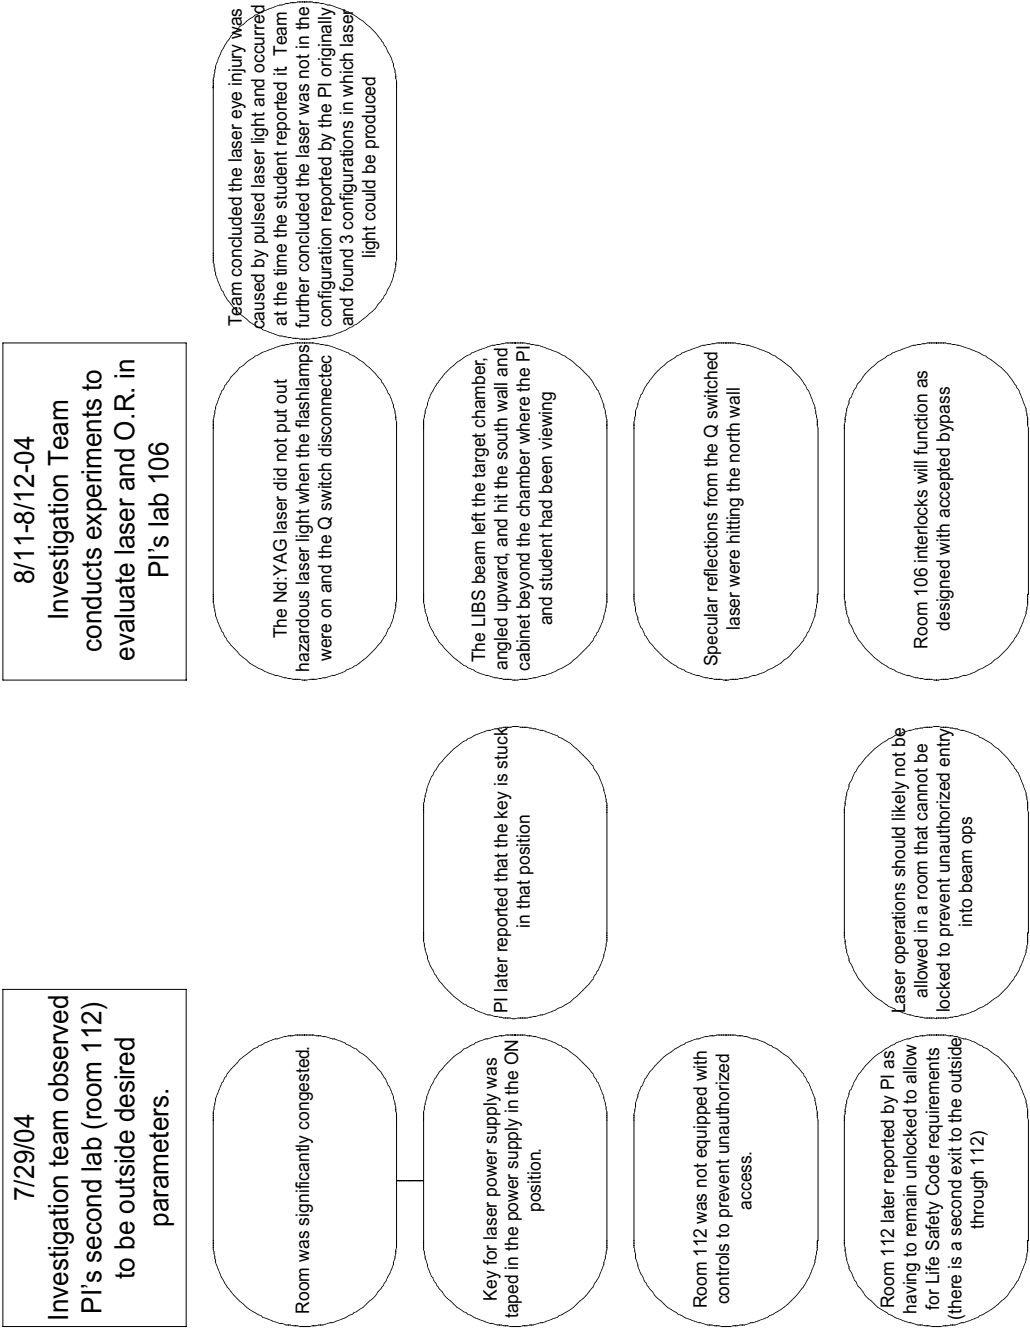 7/29/04
Investigation team observed
PI's second lab (room 112)
to be outside desired
parameters.
Room was significantly congested.
Key for laser power supply was
taped in the power supply in the ON
position.
PI later reported that the key is stuck
in that position
Room 112 was not equipped with
controls to prevent unauthorized
access.
Room 112 later reported by PI as
having to remain unlocked to allow
for Life Safety Code requirements
(there is a second exit to the outside
through 112)
Laser operations should likely not be
allowed in a room that cannot be
locked to prevent unauthorized entry
into beam ops
8/11-8/12-04
Investigation Team
conducts experiments to
evaluate laser and O.R. in
PI's lab 106
The Nd:YAG laser did not put out
hazardous laser light when the flashlamps
were on and the Q switch disconnected
Team concluded the laser eye injury was
caused by pulsed laser light and occurred
at the time the student reported it  Team
further concluded the laser was not in the
configuration reported by the PI originally
and found 3 configurations in which laser
light could be produced
The LIBS beam left the target chamber,
angled upward, and hit the south wall and
cabinet beyond the chamber where the PI
and student had been viewing
Specular reflections from the Q switched
laser were hitting the north wall
Room 106 interlocks will function as
designed with accepted bypass